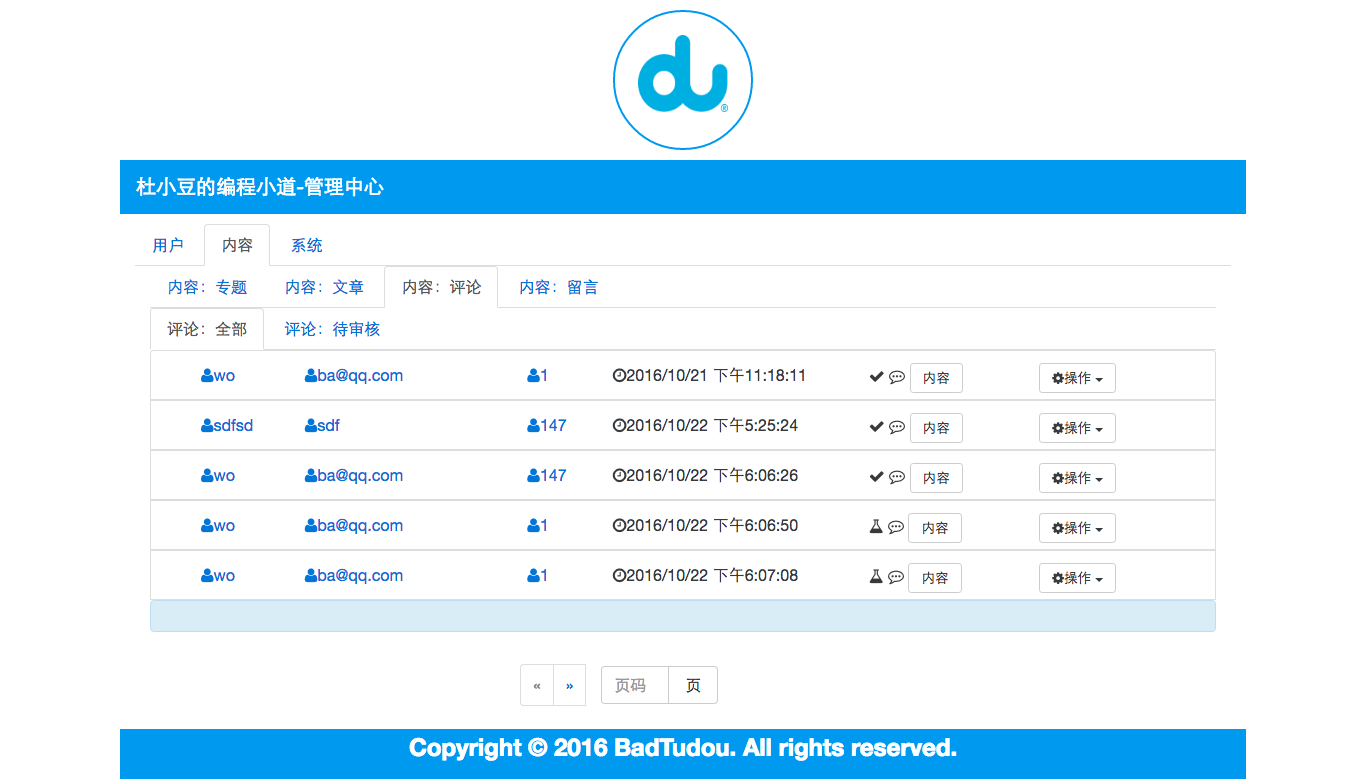 du®
杜小豆的编程小道-管理中心
用户 内容 系统
内容：专题 内容：文章 内容：评论 内容：留言
评论：全部 评论：待审核
wo ba@qq.com 1 2016/10/21 下午11:18:11 内容 操作
sdfsd sdf 147 2016/10/22 下午5:25:24 内容 操作
wo ba@qq.com 147 2016/10/22 下午6:06:26 内容 操作
wo ba@qq.com 1 2016/10/22 下午6:06:50 内容 操作
wo ba@qq.com 1 2016/10/22 下午6:07:08 内容 操作
« » 页码 页
Copyright © 2016 BadTudou. All rights reserved.